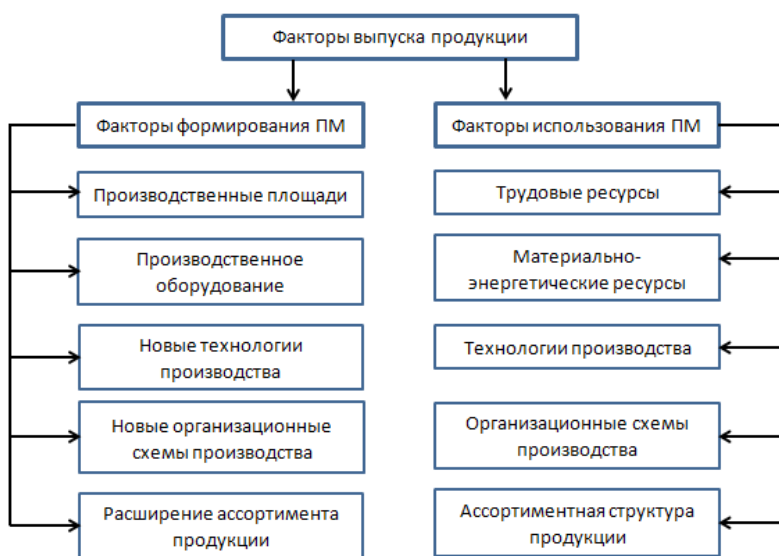 Факторы выпуска продукции
Факторы формирования ПМ
Факторы использования ПМ
Производственные площади
Трудовые ресурсы
Производственное
оборудование
Материально-
энергетические ресурсы
Новые технологии
производства
Технологии производства
Новые организационные
схемы производства
Организационные схемы
производства
Расширение ассортимента
продукции
Ассортиментная структура
продукции